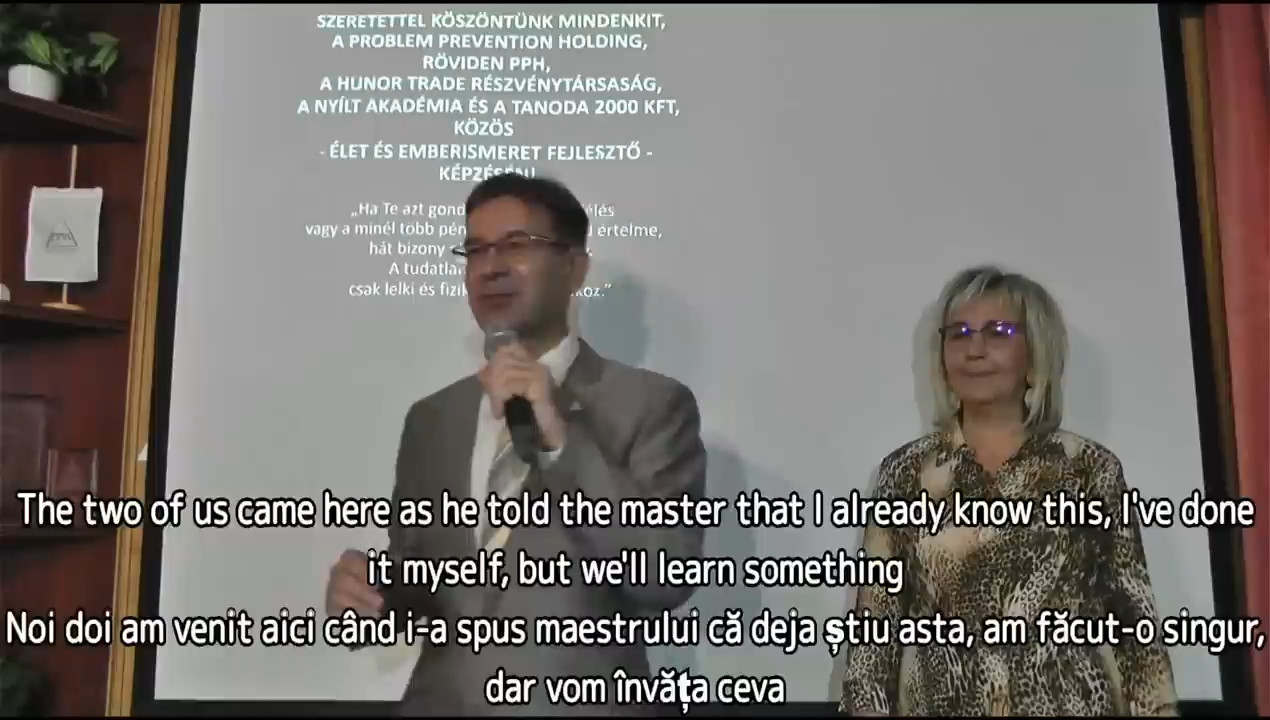 SZERETETTEL KÖSZÖNTÜNK MINDENKIT,
A PROBLEM PREVENTION HOLDING,
RÖVIDEN PPH,
A HUNOR TRADE RÉSZVÉNYTÁRSASÁG,
A NYÍLT AKADÉMIA ÉS A TANODA 2000 KFT,
KÖZÖS
- ÉLET ÉS EMBERISMERET FEJLESZTŐ -
KÉPZÉSÉN!
„Ha Te azt
vagy a minél több értelme,
hát bizony
A
csak lelki és
The two of us came here as he told the master that I already know this, I've done
it myself, but we'll learn something
Noi doi am venit aici când i-a spus maestrului că deja știu asta, am făcut-o singur,
dar vom învăța ceva